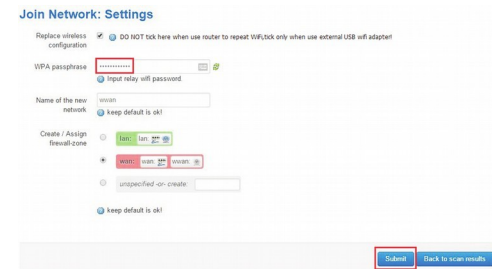 Join Network: Settings
Replace wireless configuration
DO NOT tick here when use router to repeat WiFi,tick only when use external USB wifi adapter!
WPA passphrase
Input relay wifi password
Name of the new network
wwan
keep default is ok!
Create / Assign firewall-zone
lan: lan:
wan: wan: wwan:
unspecified -or- create:
keep default is ok!
Submit
Back to scan results